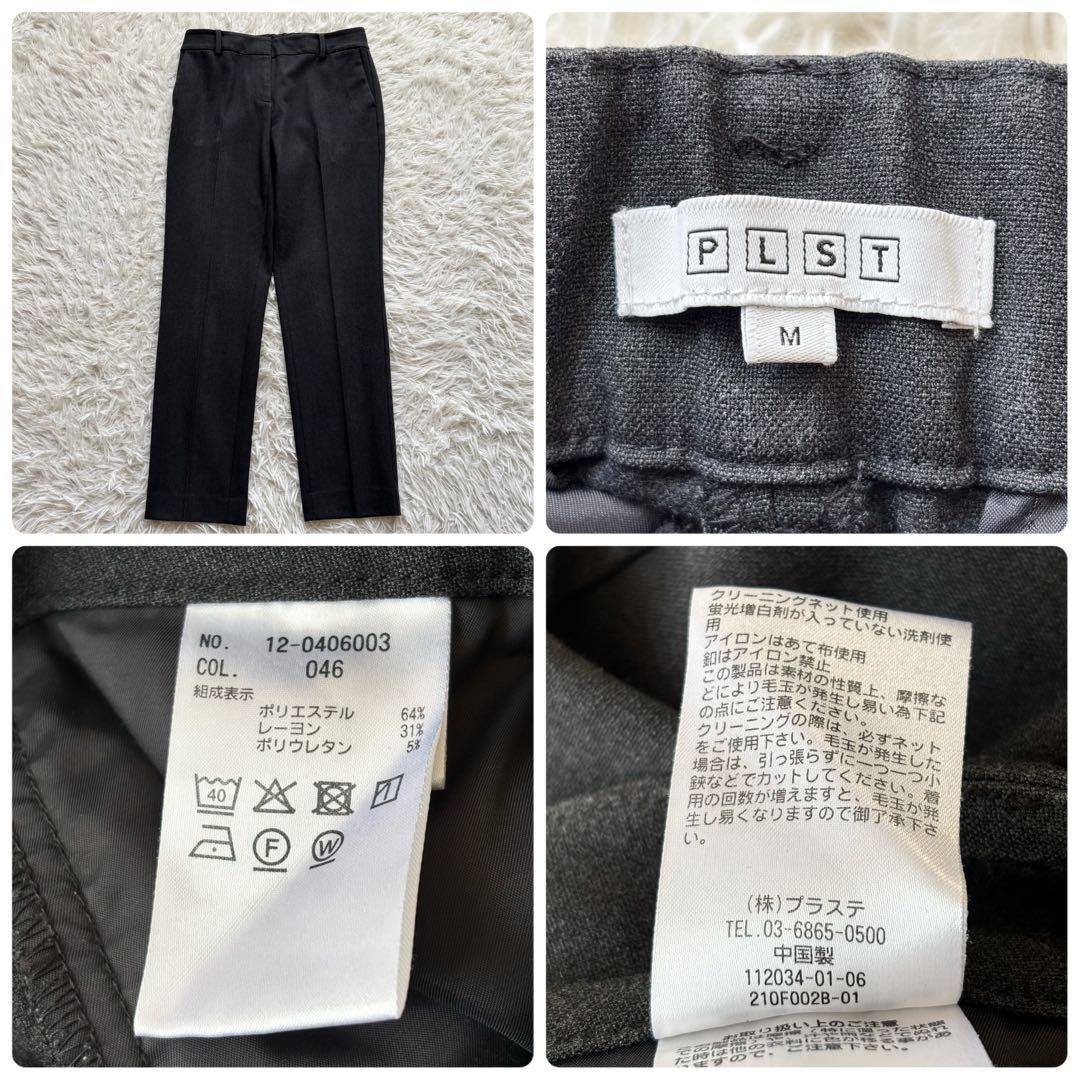 PLST
M
NO. 12-0406003
COL. 046
組成表示
ポリエステル 64%
レーヨン 31%
ポリウレタン 5%
40
F
W
クリーニングネット使用
蛍光増白剤が入っていない洗剤使
用
アイロンはあて布使用
釦はアイロン禁止
この製品は素材の性質上、摩擦な
どにより毛玉が発生し易い為下記
の点にご注意ください。
クリーニングの際は、必ずネット
をご使用下さい。毛玉が発生した
場合は、引っ張らずに一つ一つ小
鋏などでカットしてください。着
用の回数が増えますと、毛玉が発
生し易くなりますので御了承下さ
い。
(株)プラステ
TEL.03-6865-0500
中国製
112034-01-06
210F002B-01
お取り扱い上のご注意